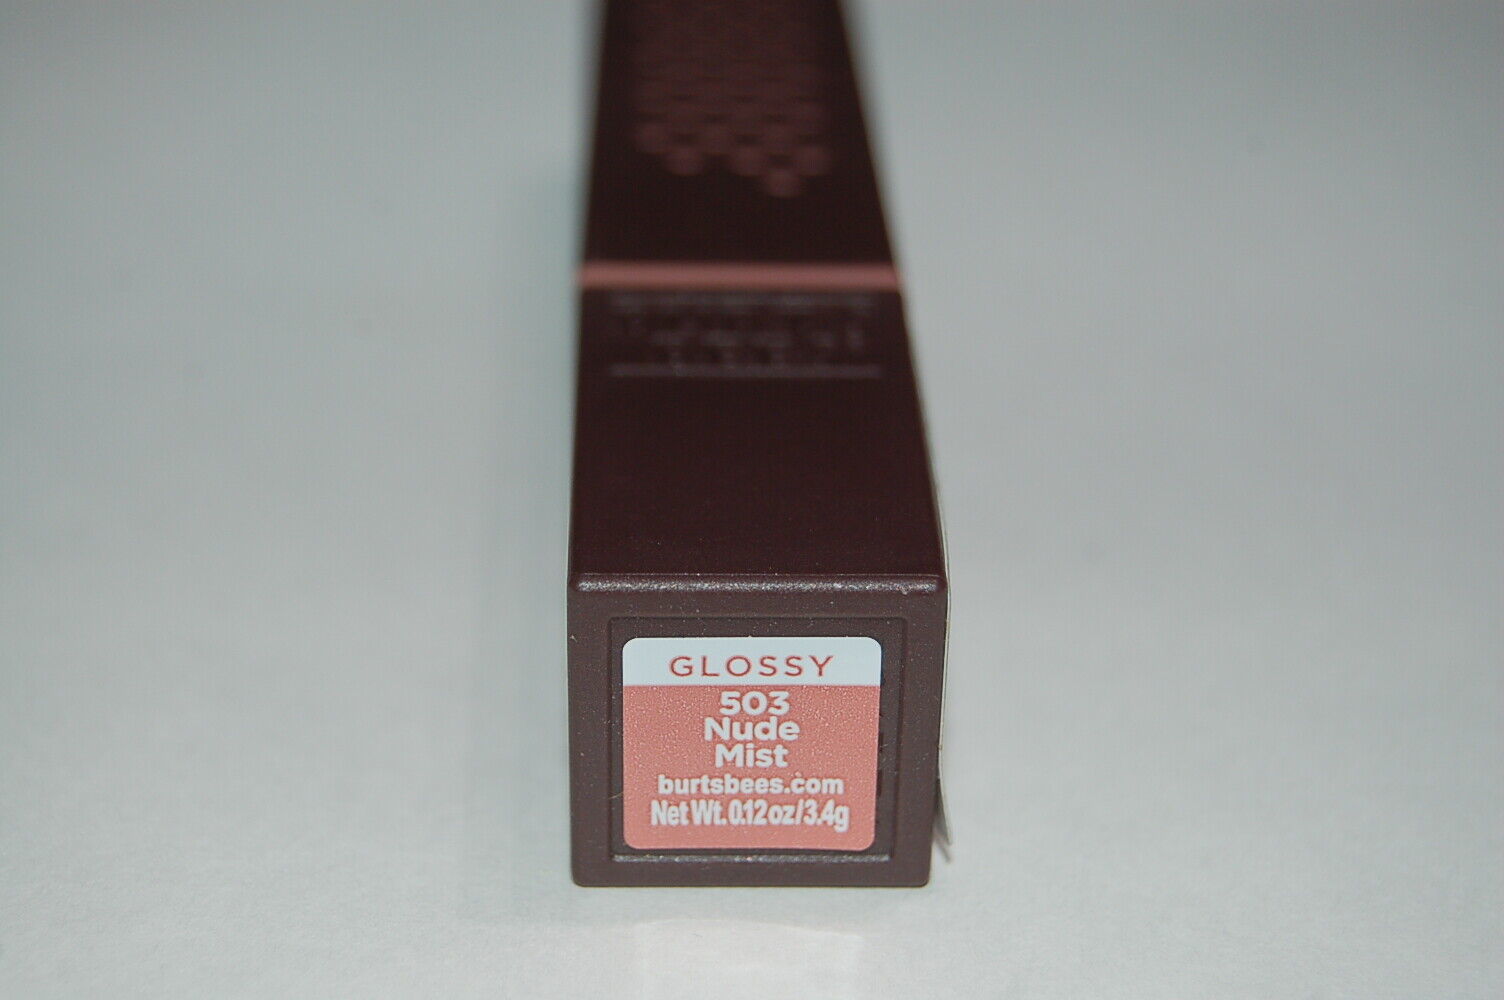 GLOSSY
503
Nude
Mist
burtsbees.com
Net Wt. 0.12 oz/3.4g